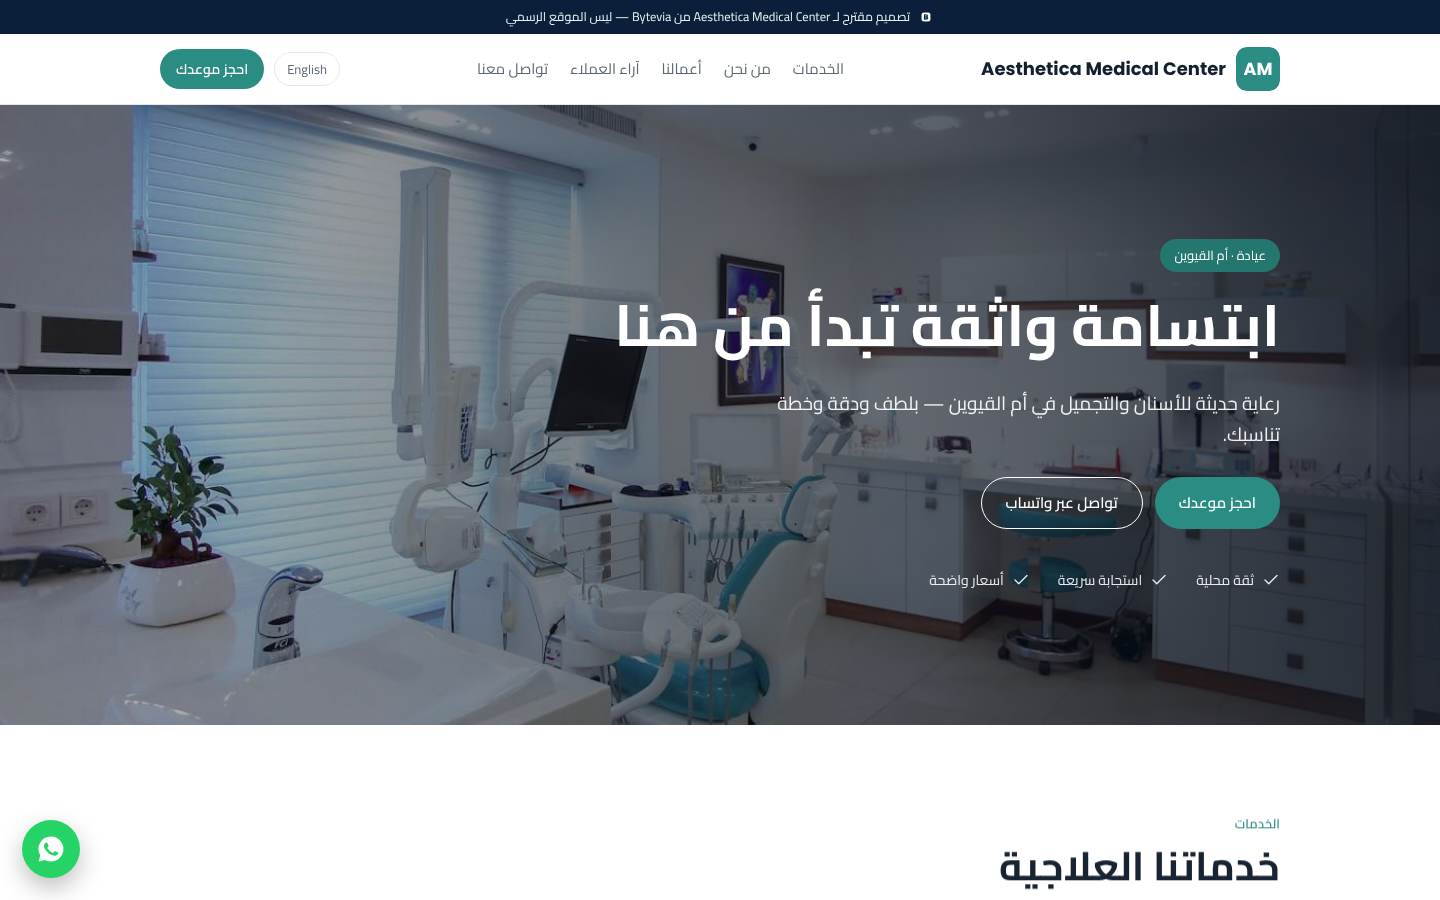 تصميم مقترح لـ Aesthetica Medical Center من Bytevia — ليس الموقع الرسمي
AM
Aesthetica Medical Center
الخدمات
من نحن
أعمالنا
آراء العملاء
تواصل معنا
English
احجز موعدك
عيادة · أم القيوين
ابتسامة واثقة تبدأ من هنا
رعاية حديثة للأسنان والتجميل في أم القيوين — بلطف ودقة وخطة
تناسبك.
احجز موعدك
تواصل عبر واتساب
ثقة محلية
استجابة سريعة
أسعار واضحة
الخدمات
خدماتنا العلاجية